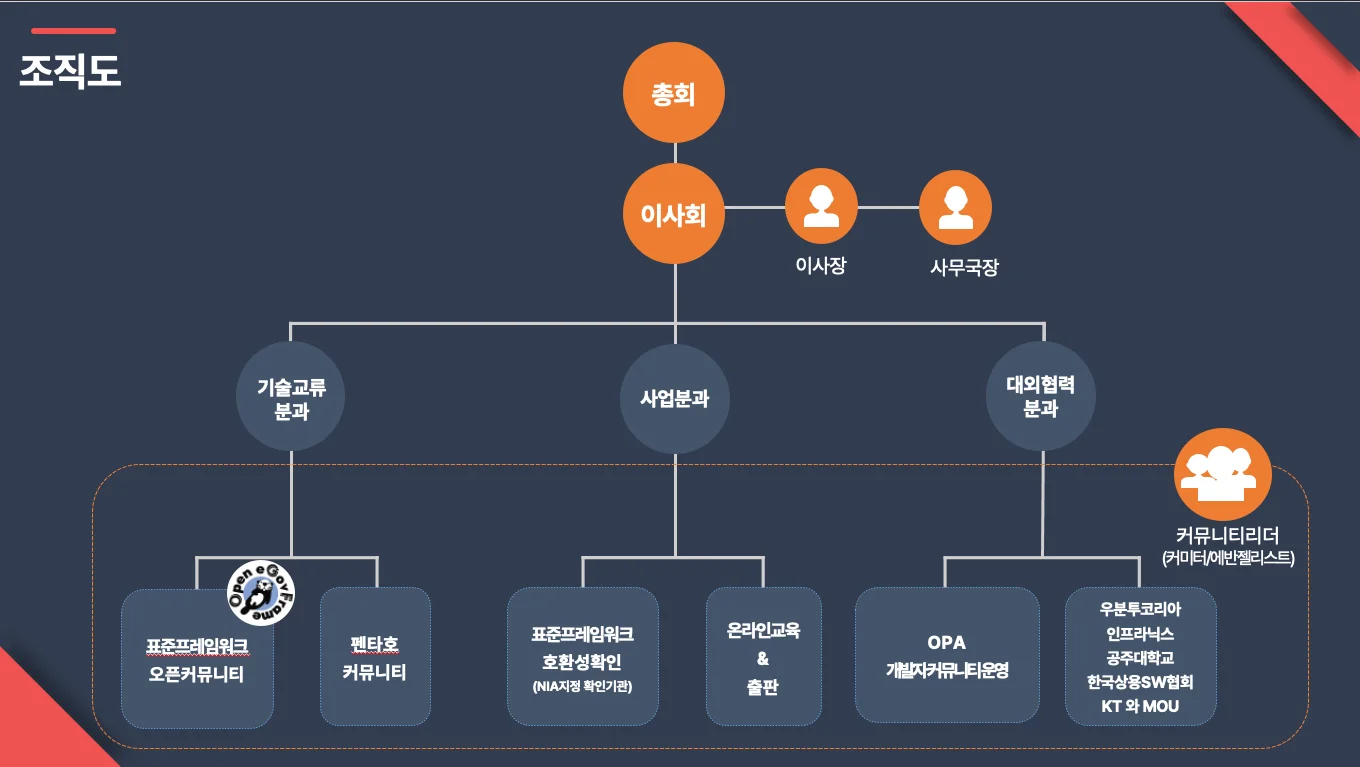 조직도
총회
이사회
이사장
사무국장
기술교류
분과
사업분과
대외협력
분과
커뮤니티리더
(커미터/에반젤리스트)
Open eGovFrame
표준프레임워크
오픈커뮤니티
펜타호
커뮤니티
표준프레임워크
호환성확인
(NIA지정 확인기관)
온라인교육
&
출판
OPA
개발자커뮤니티운영
우분투코리아
인프라닉스
공주대학교
한국상용SW협회
KT 와 MOU